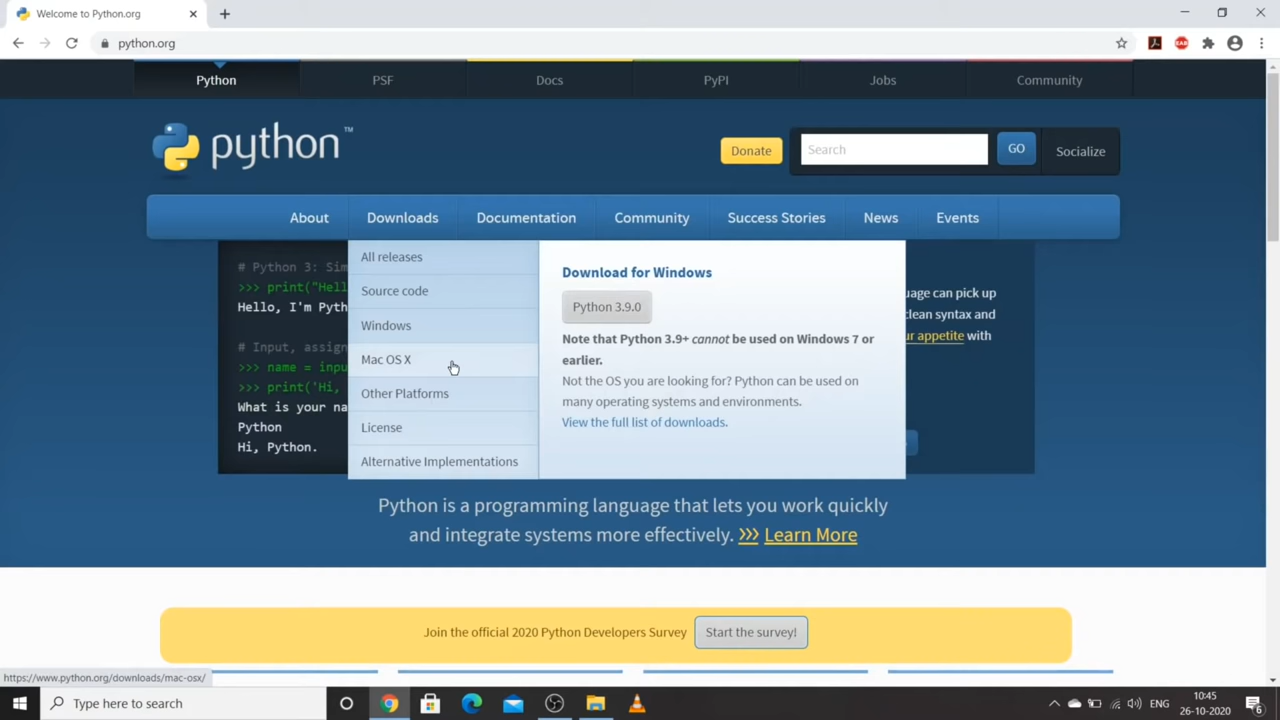 Welcome to Python.org
python.org
Python PSF Docs PyPI Jobs Community
python™
Donate Search GO Socialize
About Downloads Documentation Community Success Stories News Events
# Python 3: Sim
>>> print("Hell
Hello, I'm Pyth
# Input, assign
>>> name = inpu
>>> print('Hi,
What is your na
Python
Hi, Python.
All releases
Source code
Windows
Mac OS X
Other Platforms
License
Alternative Implementations
Download for Windows
Python 3.9.0
Note that Python 3.9+ cannot be used on Windows 7 or
earlier.
Not the OS you are looking for? Python can be used on
many operating systems and environments.
View the full list of downloads.
uage can pick up
clean syntax and
ur appetite with
Python is a programming language that lets you work quickly
and integrate systems more effectively. >>> Learn More
Join the official 2020 Python Developers Survey Start the survey!
https://www.python.org/downloads/mac-osx/
Type here to search
ENG
10:45
26-10-2020
6